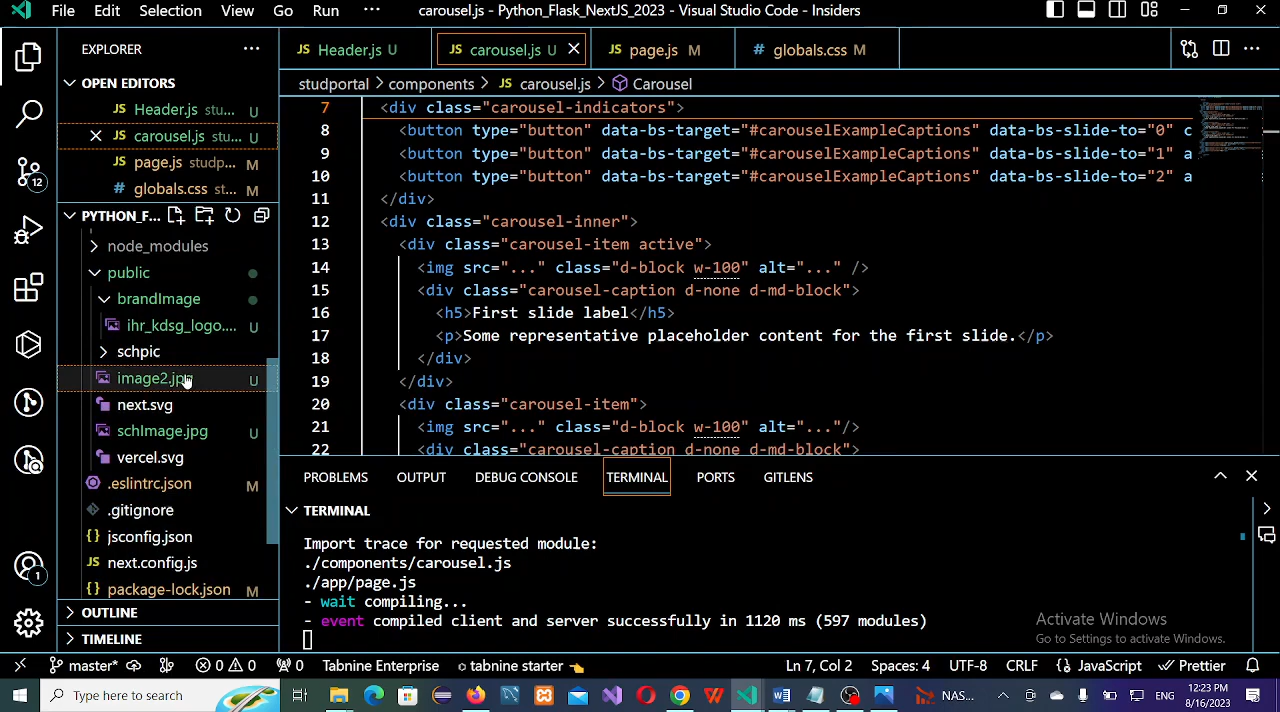 File Edit Selection View Go Run ··· carousel.js - Python_Flask_NextJS_2023 - Visual Studio Code - Insiders
EXPLORER ···
JS Header.js U
JS carousel.js U
JS page.js M
# globals.css M
OPEN EDITORS
JS Header.js stu... U
JS carousel.js stu... U
JS page.js studp... M
# globals.css st... M
studportal > components > JS carousel.js > Carousel
PYTHON_F...
node_modules
public
brandImage
ihr_kdsg_logo.... U
schpic
image2.jpg U
next.svg
schImage.jpg U
vercel.svg
.eslintrc.json M
.gitignore
{} jsconfig.json
JS next.config.js
{} package-lock.json M
OUTLINE
TIMELINE
12
1
7 <div class="carousel-indicators">
8 <button type="button" data-bs-target="#carouselExampleCaptions" data-bs-slide-to="0" c
9 <button type="button" data-bs-target="#carouselExampleCaptions" data-bs-slide-to="1" a
10 <button type="button" data-bs-target="#carouselExampleCaptions" data-bs-slide-to="2" a
11 </div>
12 <div class="carousel-inner">
13 <div class="carousel-item active">
14 <img src="..." class="d-block w-100" alt="..." />
15 <div class="carousel-caption d-none d-md-block">
16 <h5>First slide label</h5>
17 <p>Some representative placeholder content for the first slide.</p>
18 </div>
19 </div>
20 <div class="carousel-item">
21 <img src="..." class="d-block w-100" alt="..."/>
22 <div class="carousel-caption d-none d-md-block">
PROBLEMS OUTPUT DEBUG CONSOLE TERMINAL PORTS GITLENS
TERMINAL
Import trace for requested module:
./components/carousel.js
./app/page.js
- wait compiling...
- event compiled client and server successfully in 1120 ms (597 modules)
Activate Windows
Go to Settings to activate Windows.
master* 0 0 0 Tabnine Enterprise tabnine starter Ln 7, Col 2 Spaces: 4 UTF-8 CRLF {} JavaScript Prettier
Type here to search
NAS...
ENG
12:23 PM
8/16/2023